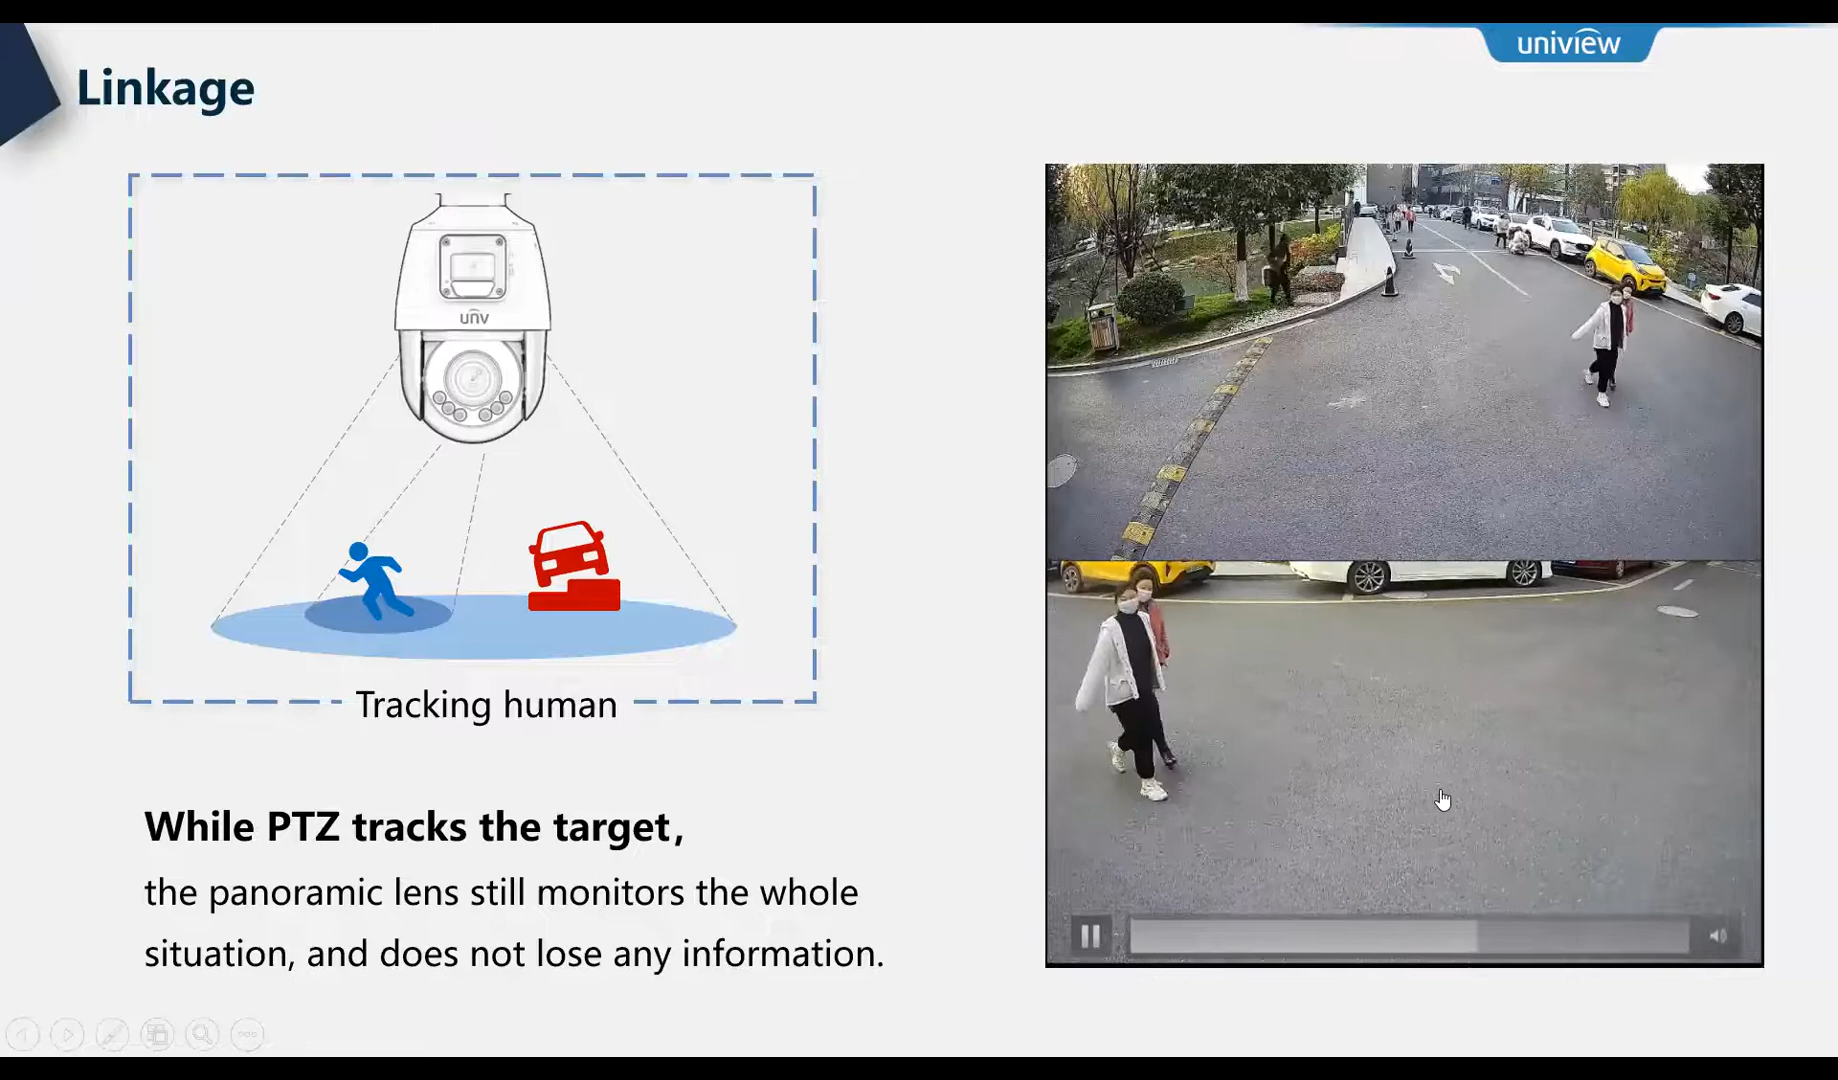 uniview
Linkage
unv
Tracking human
While PTZ tracks the target,
the panoramic lens still monitors the whole
situation, and does not lose any information.